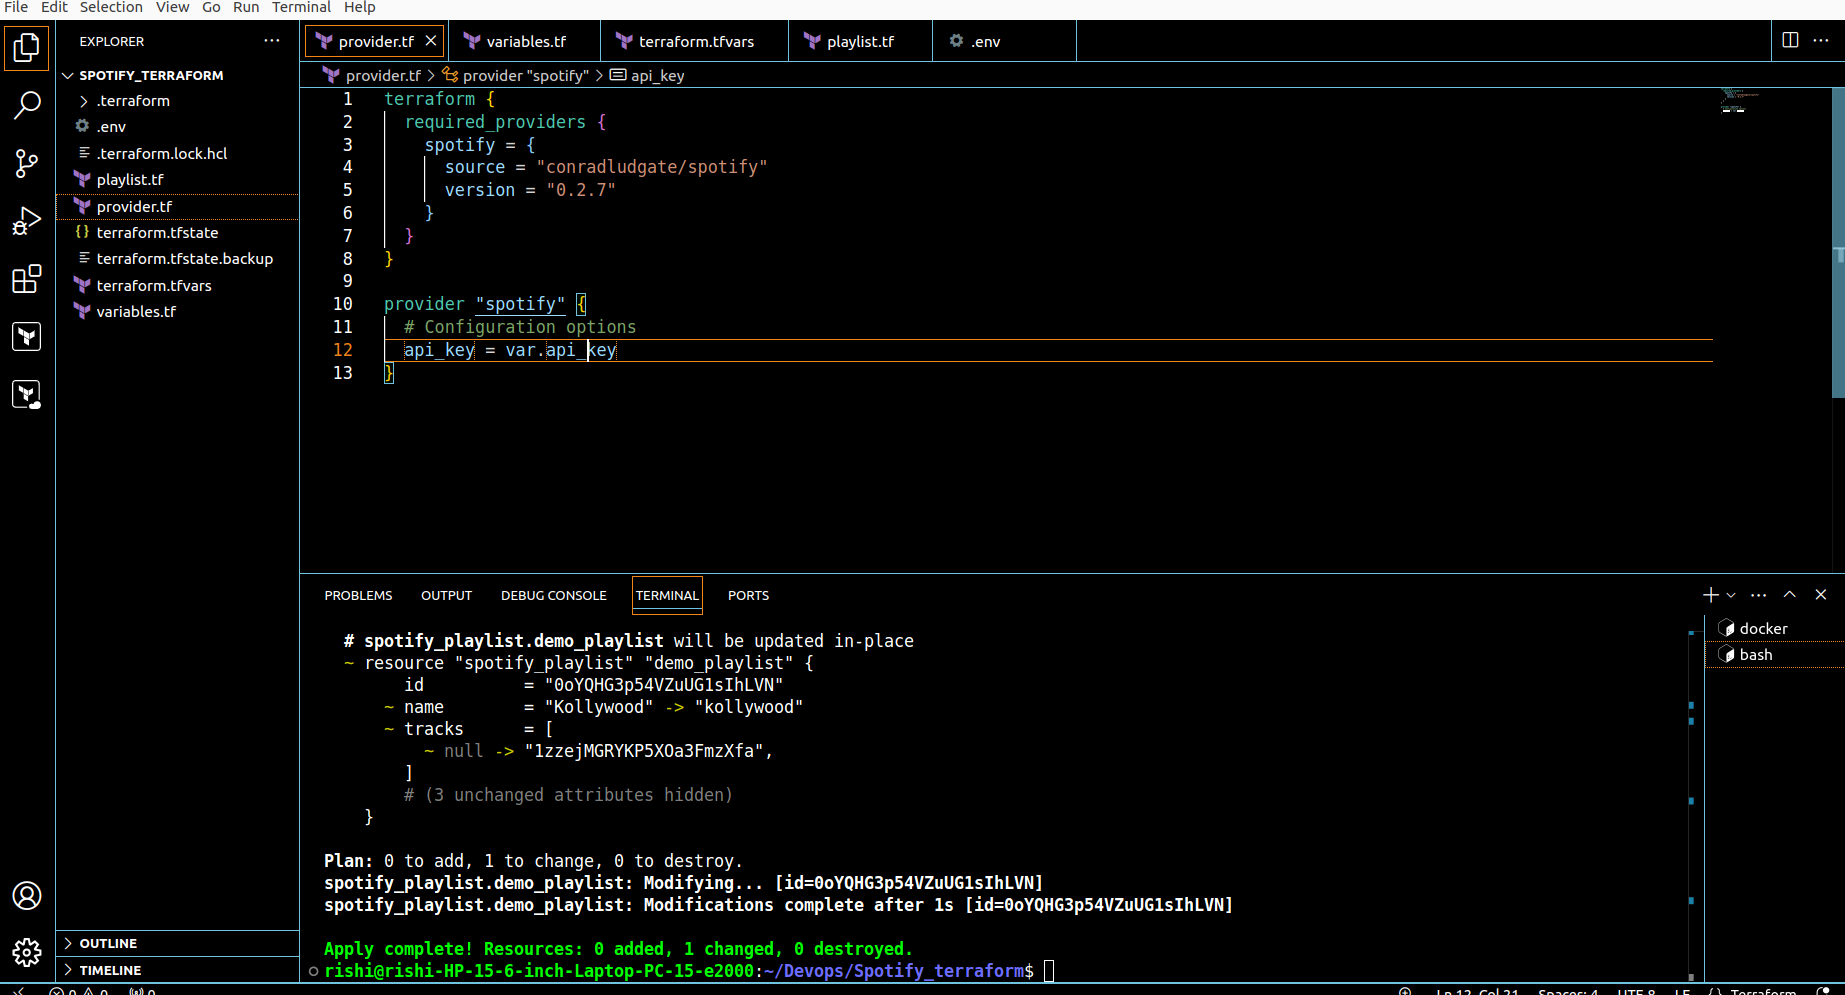 File Edit Selection View Go Run Terminal Help
EXPLORER ···
SPOTIFY_TERRAFORM
.terraform
.env
.terraform.lock.hcl
playlist.tf
provider.tf
terraform.tfstate
terraform.tfstate.backup
terraform.tfvars
variables.tf
OUTLINE
TIMELINE
provider.tf variables.tf terraform.tfvars playlist.tf .env
provider.tf > provider "spotify" > api_key
1 terraform {
2 required_providers {
3 spotify = {
4 source = "conradludgate/spotify"
5 version = "0.2.7"
6 }
7 }
8 }
9
10 provider "spotify" {
11 # Configuration options
12 api_key = var.api_key
13 }
PROBLEMS OUTPUT DEBUG CONSOLE TERMINAL PORTS
docker
bash
# spotify_playlist.demo_playlist will be updated in-place
~ resource "spotify_playlist" "demo_playlist" {
id = "0oYQHG3p54VZuUG1sIhLVN"
~ name = "Kollywood" -> "kollywood"
~ tracks = [
~ null -> "1zzejMGRYKP5XOa3FmzXfa",
]
# (3 unchanged attributes hidden)
}
Plan: 0 to add, 1 to change, 0 to destroy.
spotify_playlist.demo_playlist: Modifying... [id=0oYQHG3p54VZuUG1sIhLVN]
spotify_playlist.demo_playlist: Modifications complete after 1s [id=0oYQHG3p54VZuUG1sIhLVN]
Apply complete! Resources: 0 added, 1 changed, 0 destroyed.
rishi@rishi-HP-15-6-inch-Laptop-PC-15-e2000:~/Devops/Spotify_terraform$
0 0 0 Ln 12, Col 21 Spaces: 4 UTF-8 LF {} Terraform